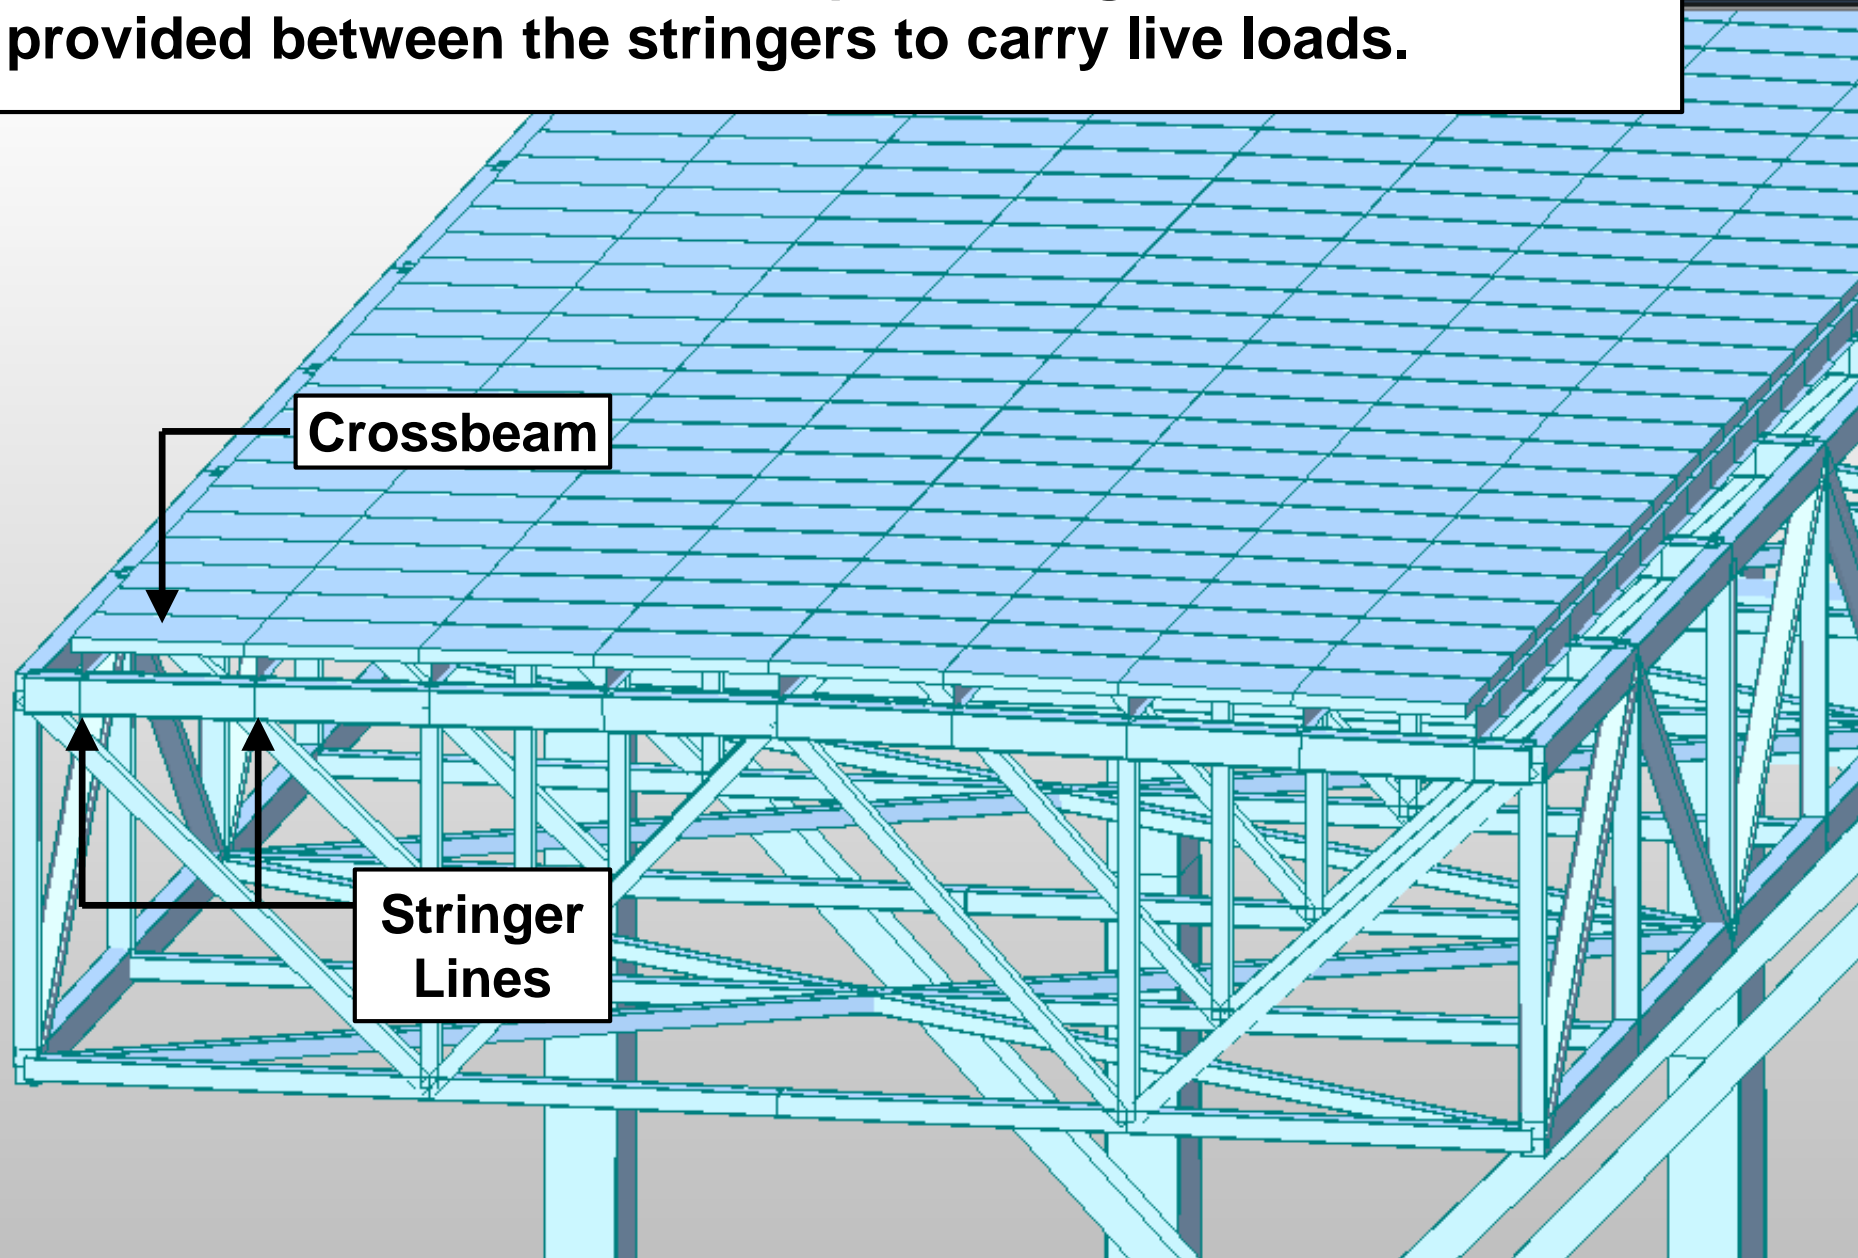 provided between the stringers to carry live loads.
Crossbeam
Stringer
Lines